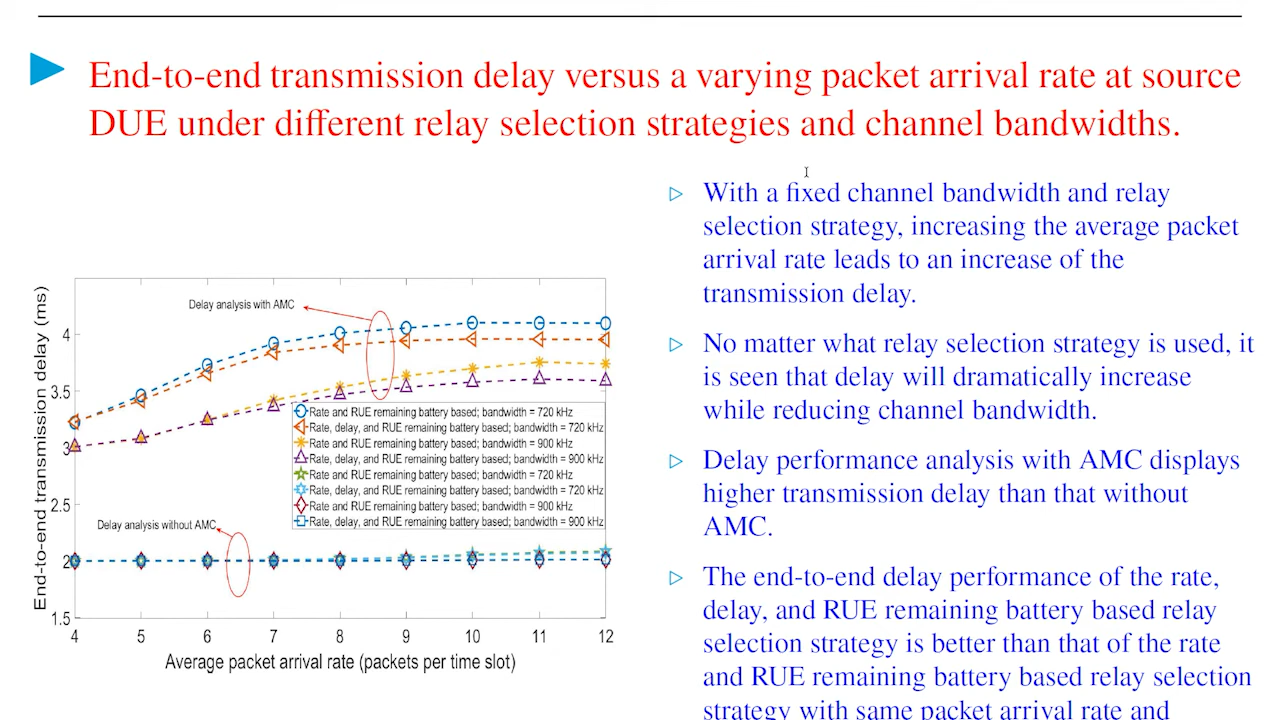 End-to-end transmission delay versus a varying packet arrival rate at source
DUE under different relay selection strategies and channel bandwidths.
With a fixed channel bandwidth and relay
selection strategy, increasing the average packet
arrival rate leads to an increase of the
transmission delay.
No matter what relay selection strategy is used, it
is seen that delay will dramatically increase
while reducing channel bandwidth.
Delay performance analysis with AMC displays
higher transmission delay than that without
AMC.
The end-to-end delay performance of the rate,
delay, and RUE remaining battery based relay
selection strategy is better than that of the rate
and RUE remaining battery based relay selection
strategy with same packet arrival rate and
End-to-end transmission delay (ms)
4
3.5
3
2.5
2
1.5
Delay analysis with AMC
Rate and RUE remaining battery based; bandwidth = 720 kHz
Rate, delay, and RUE remaining battery based; bandwidth = 720 kHz
Rate and RUE remaining battery based; bandwidth = 900 kHz
Rate, delay, and RUE remaining battery based; bandwidth = 900 kHz
Rate and RUE remaining battery based; bandwidth = 720 kHz
Rate, delay, and RUE remaining battery based; bandwidth = 720 kHz
Rate and RUE remaining battery based; bandwidth = 900 kHz
Rate, delay, and RUE remaining battery based; bandwidth = 900 kHz
Delay analysis without AMC
4 5 6 7 8 9 10 11 12
Average packet arrival rate (packets per time slot)